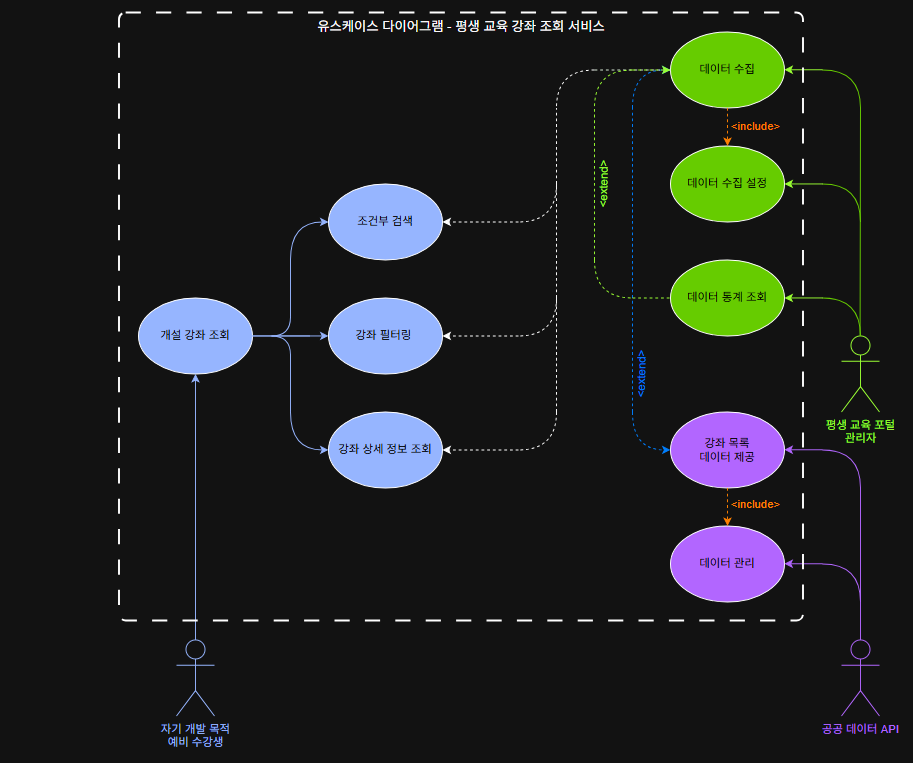 유스케이스 다이어그램 - 평생 교육 강좌 조회 서비스
데이터 수집
<include>
데이터 수집 설정
<extend>
조건부 검색
데이터 통계 조회
개설 강좌 조회
강좌 필터링
<extend>
평생 교육 포털
관리자
강좌 상세 정보 조회
강좌 목록
데이터 제공
<include>
데이터 관리
자기 개발 목적
예비 수강생
공공 데이터 API